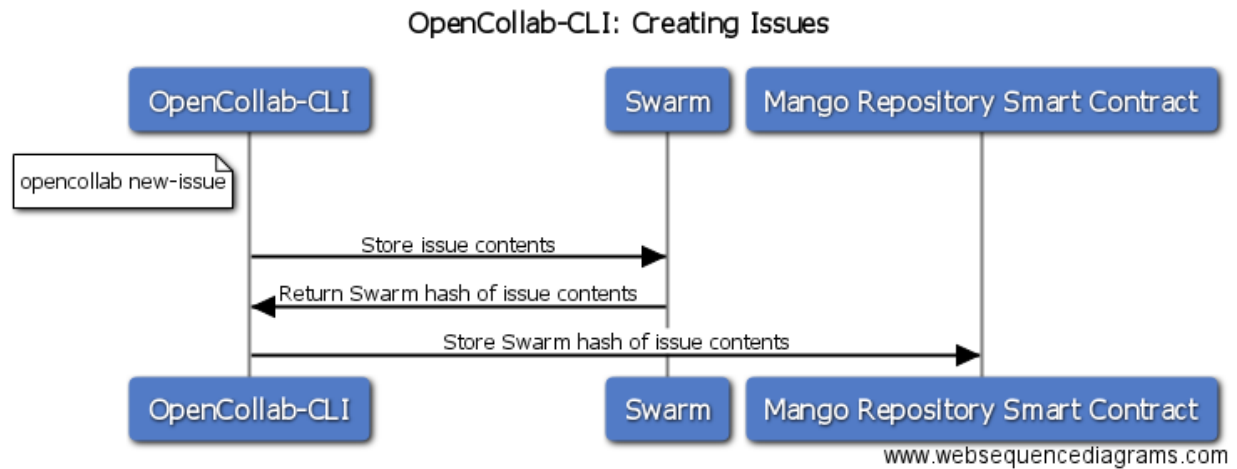 OpenCollab-CLI: Creating Issues
OpenCollab-CLI
Swarm
Mango Repository Smart Contract
opencollab new-issue
Store issue contents
Return Swarm hash of issue contents
Store Swarm hash of issue contents
OpenCollab-CLI
Swarm
Mango Repository Smart Contract
www.websequencediagrams.com